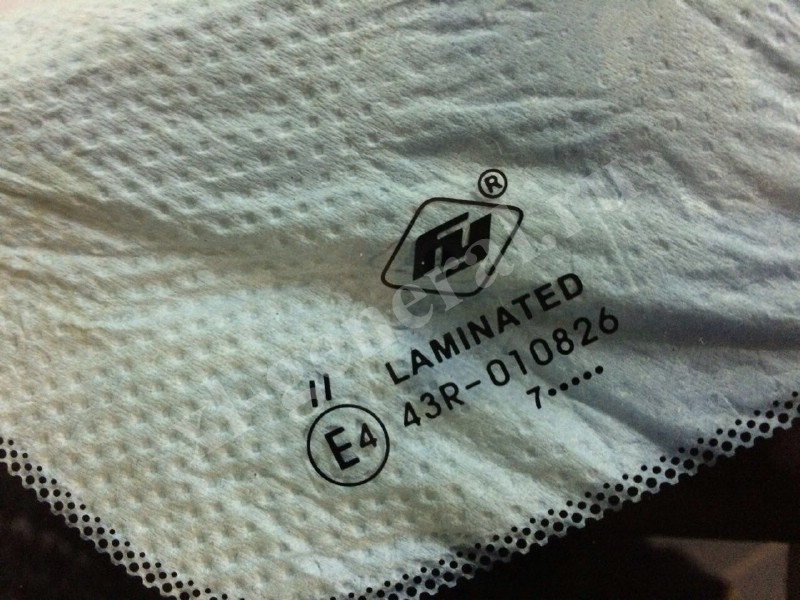 ®
LAMINATED
II
E4 43R-010826
7•••••